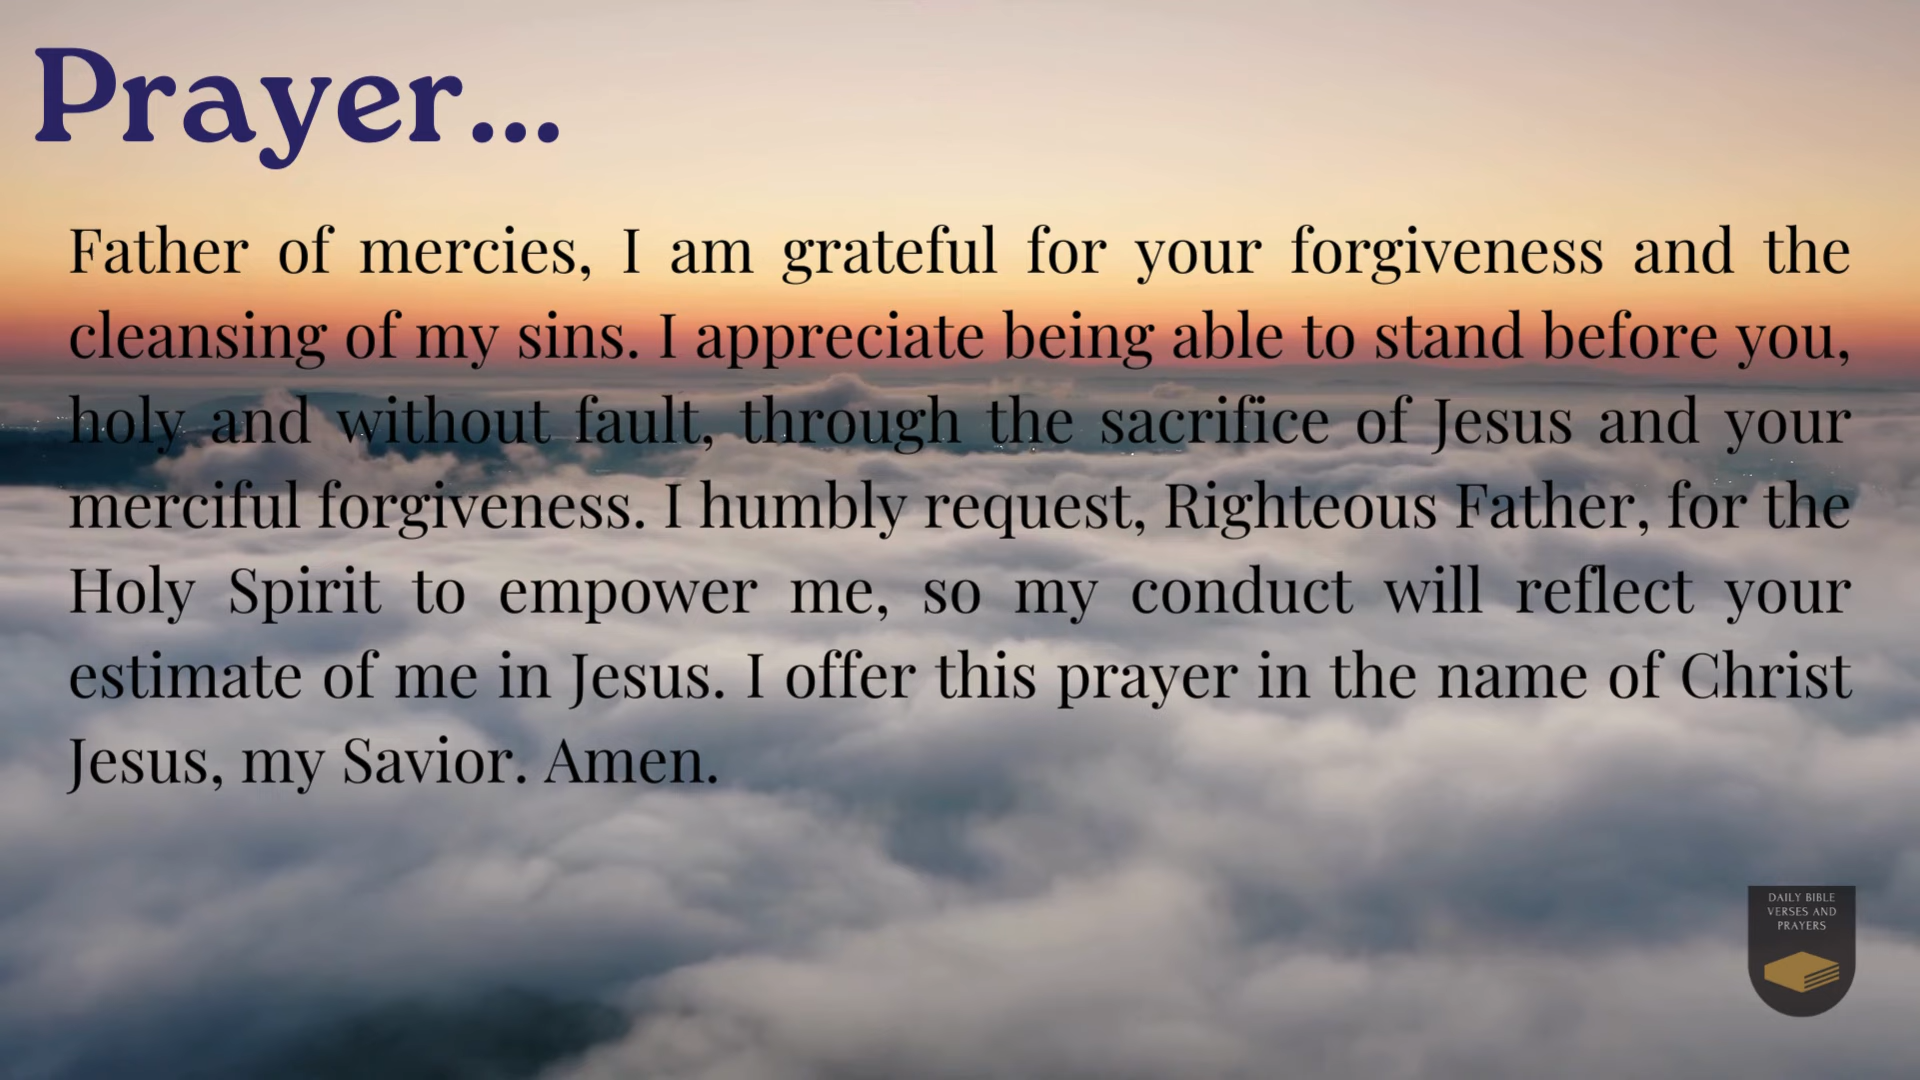 Prayer...
Father of mercies, I am grateful for your forgiveness and the
cleansing of my sins. I appreciate being able to stand before you,
holy and without fault, through the sacrifice of Jesus and your
merciful forgiveness. I humbly request, Righteous Father, for the
Holy Spirit to empower me, so my conduct will reflect your
estimate of me in Jesus. I offer this prayer in the name of Christ
Jesus, my Savior. Amen.
DAILY BIBLE
VERSES AND
PRAYERS